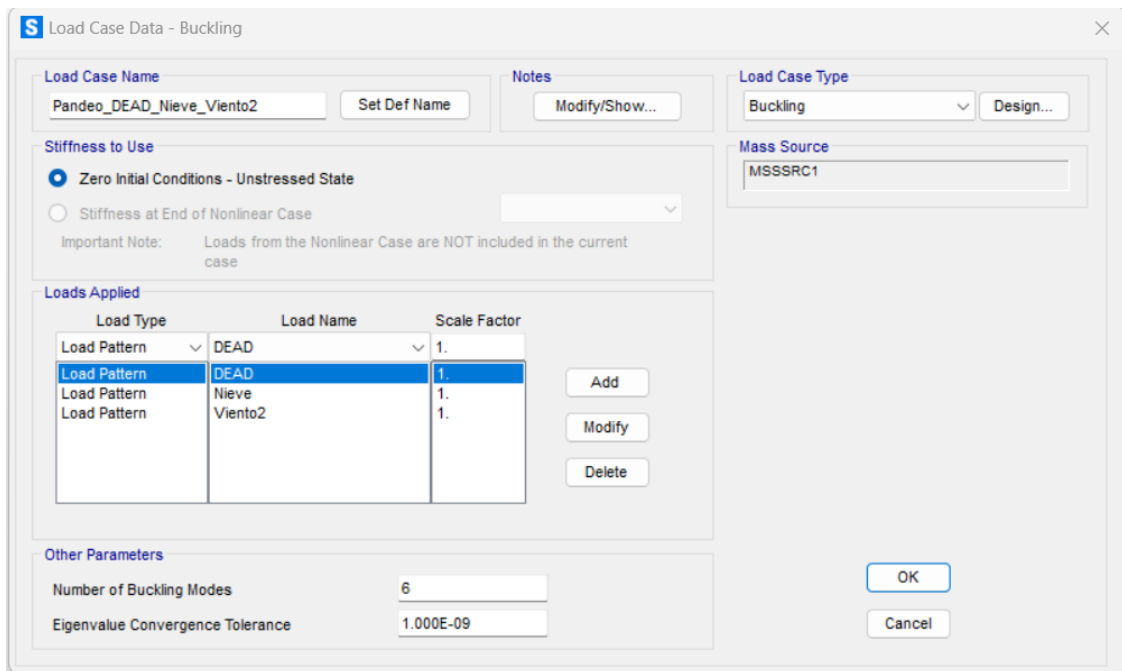 S Load Case Data - Buckling
Load Case Name
Pandeo_DEAD_Nieve_Viento2 Set Def Name
Notes
Modify/Show...
Load Case Type
Buckling Design...
Stiffness to Use
Zero Initial Conditions - Unstressed State
Stiffness at End of Nonlinear Case
Important Note: Loads from the Nonlinear Case are NOT included in the current
case
Mass Source
MSSSRC1
Loads Applied
Load Type Load Name Scale Factor
Load Pattern DEAD 1.
Load Pattern DEAD 1.
Load Pattern Nieve 1.
Load Pattern Viento2 1.
Add
Modify
Delete
Other Parameters
Number of Buckling Modes 6
Eigenvalue Convergence Tolerance 1.000E-09
OK
Cancel